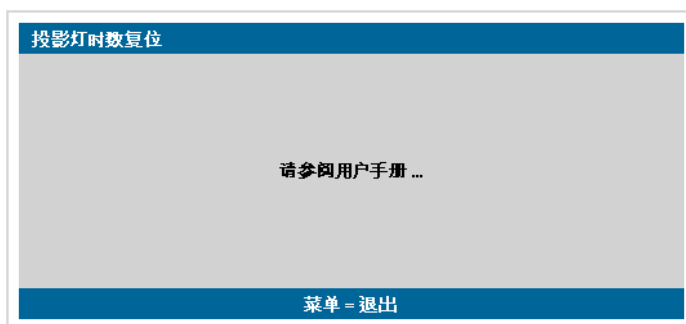 投影灯时数复位
请参阅用户手册 ...
菜单 = 退出